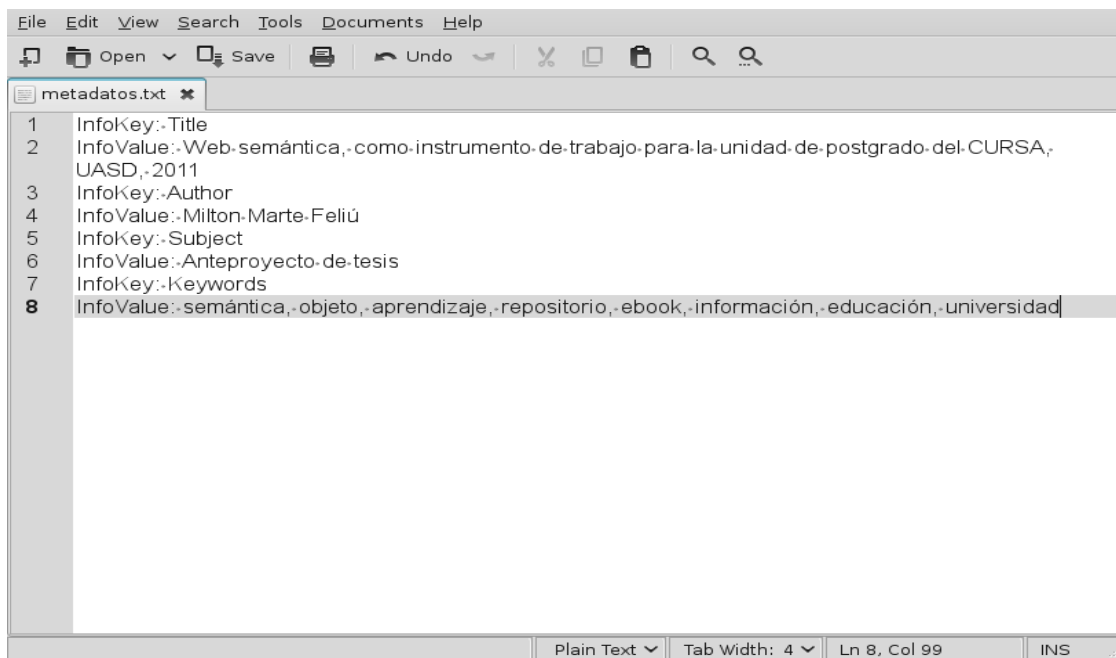 File Edit View Search Tools Documents Help
Open Save Undo
metadatos.txt
1 InfoKey: Title
2 InfoValue: Web semántica, como instrumento de trabajo para la unidad de postgrado del CURSA,
UASD, 2011
3 InfoKey: Author
4 InfoValue: Milton Marte Feliú
5 InfoKey: Subject
6 InfoValue: Anteproyecto de tesis
7 InfoKey: Keywords
8 InfoValue: semántica, objeto, aprendizaje, repositorio, ebook, información, educación, universidad
Plain Text Tab Width: 4 Ln 8, Col 99 INS